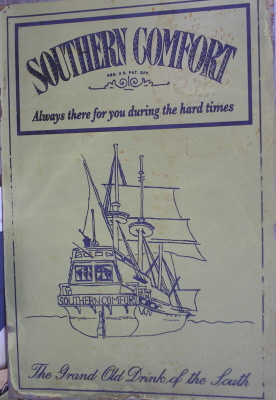 SOUTHERN COMFORT
REG. U.S. PAT. OFF.
Always there for you during the hard times
SOUTHERN COMFORT
The Grand Old Drink of the South